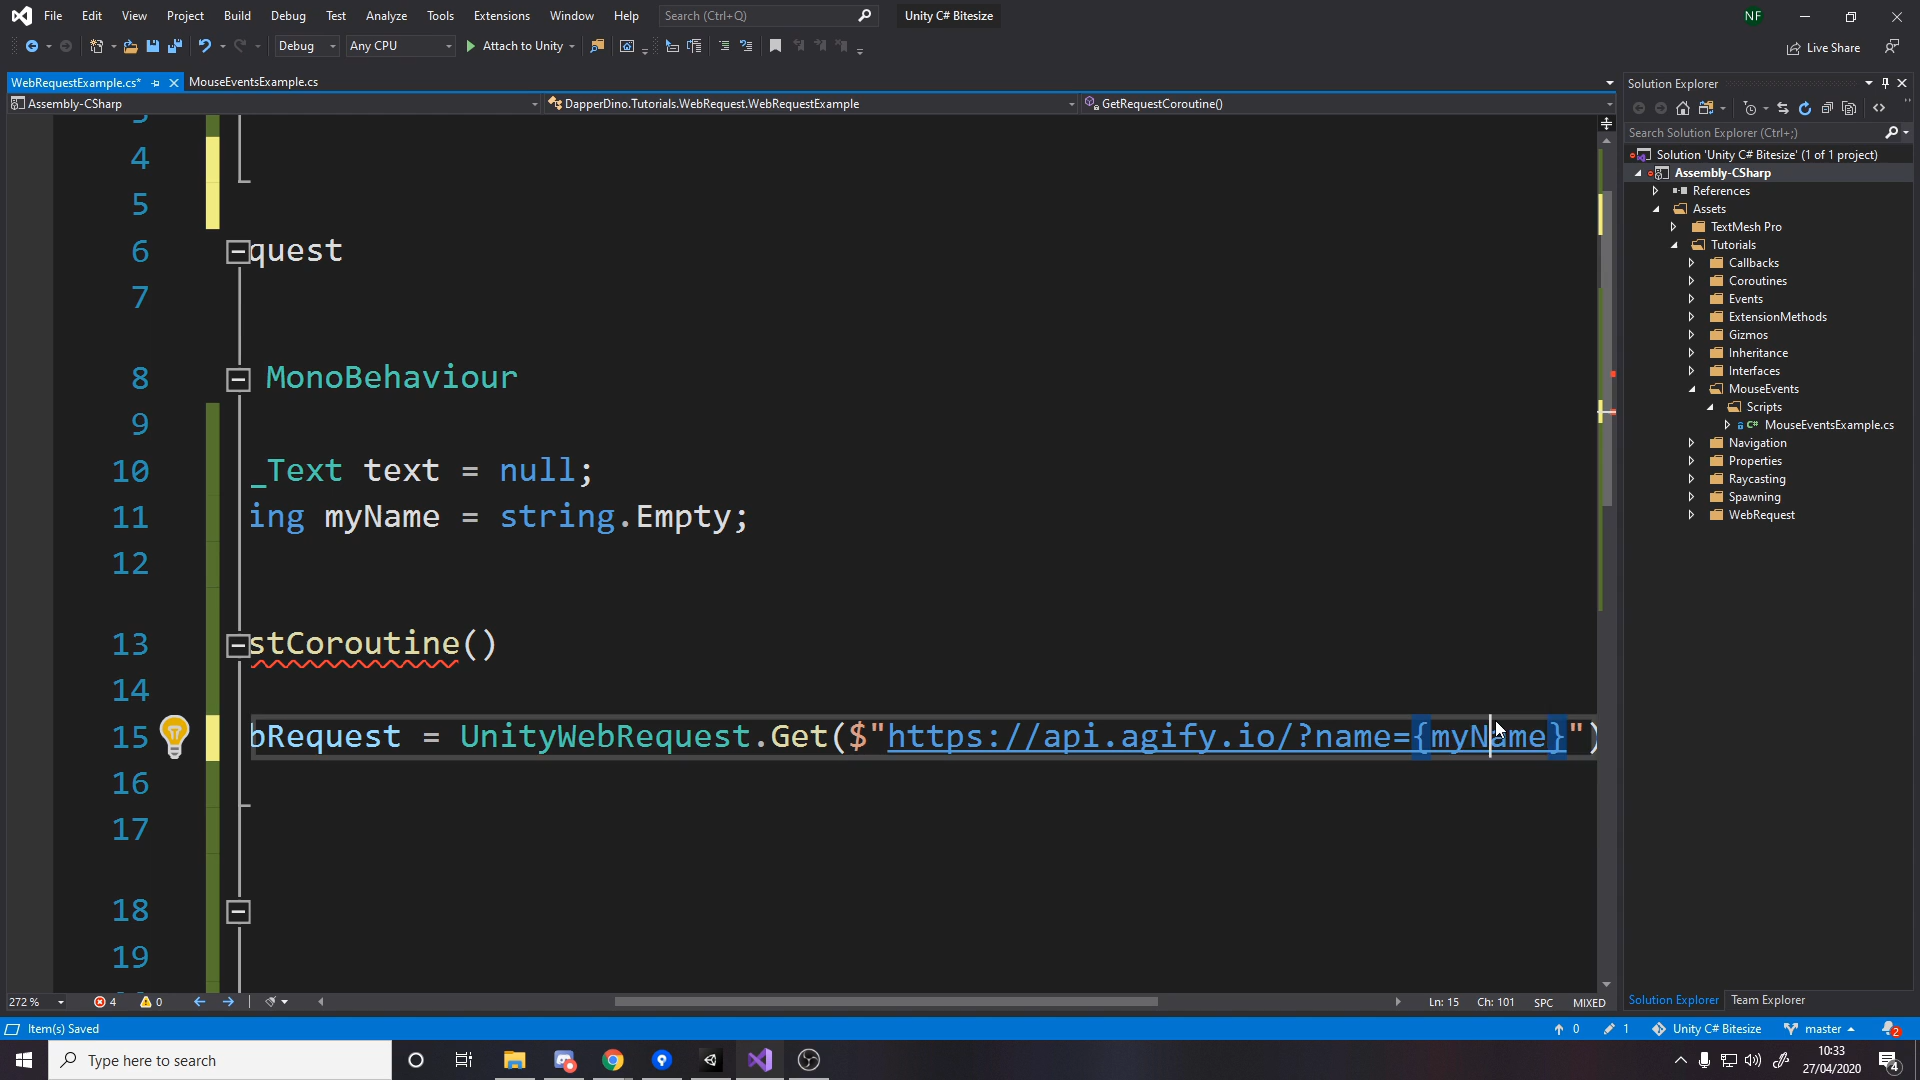 File Edit View Project Build Debug Test Analyze Tools Extensions Window Help Search (Ctrl+Q) Unity C# Bitesize NF
Debug Any CPU Attach to Unity Live Share
WebRequestExample.cs* MouseEventsExample.cs Solution Explorer
Assembly-CSharp DapperDino.Tutorials.WebRequest.WebRequestExample GetRequestCoroutine()
Search Solution Explorer (Ctrl+;)
4
5
6 quest
7
8 MonoBehaviour
9
10 _Text text = null;
11 ing myName = string.Empty;
12
13 stCoroutine()
14
15 bRequest = UnityWebRequest.Get($"https://api.agify.io/?name={myName}")
16
17
18
19
Solution 'Unity C# Bitesize' (1 of 1 project)
Assembly-CSharp
References
Assets
TextMesh Pro
Tutorials
Callbacks
Coroutines
Events
ExtensionMethods
Gizmos
Inheritance
Interfaces
MouseEvents
Scripts
C# MouseEventsExample.cs
Navigation
Properties
Raycasting
Spawning
WebRequest
272 % 4 0 Ln: 15 Ch: 101 SPC MIXED
Solution Explorer Team Explorer
Item(s) Saved 0 1 Unity C# Bitesize master 2
Type here to search 10:33
27/04/2020 4